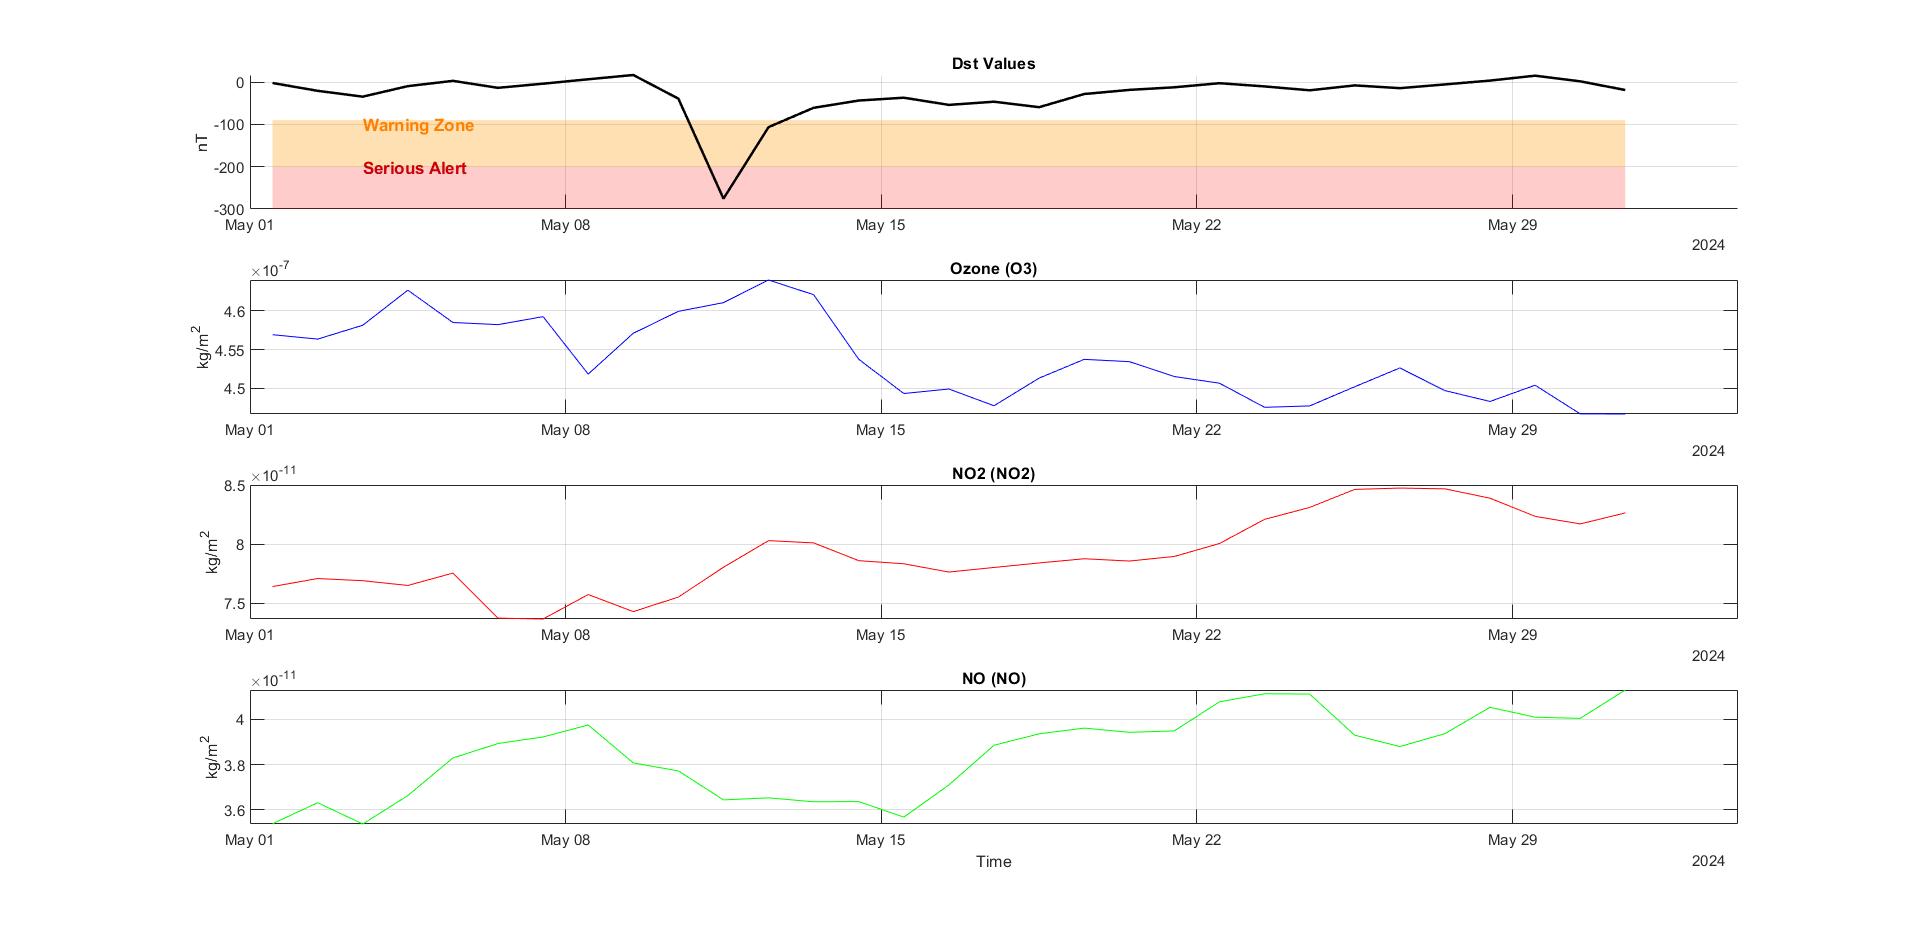 Dst Values
0
-100
-200
-300
nT
Warning Zone
Serious Alert
May 01 May 08 May 15 May 22 May 29
2024
×10^-7
Ozone (O3)
4.6
4.55
4.5
kg/m^2
May 01 May 08 May 15 May 22 May 29
2024
×10^-11
NO2 (NO2)
8.5
8
7.5
kg/m^2
May 01 May 08 May 15 May 22 May 29
2024
×10^-11
NO (NO)
4
3.8
3.6
kg/m^2
May 01 May 08 May 15 May 22 May 29
Time
2024